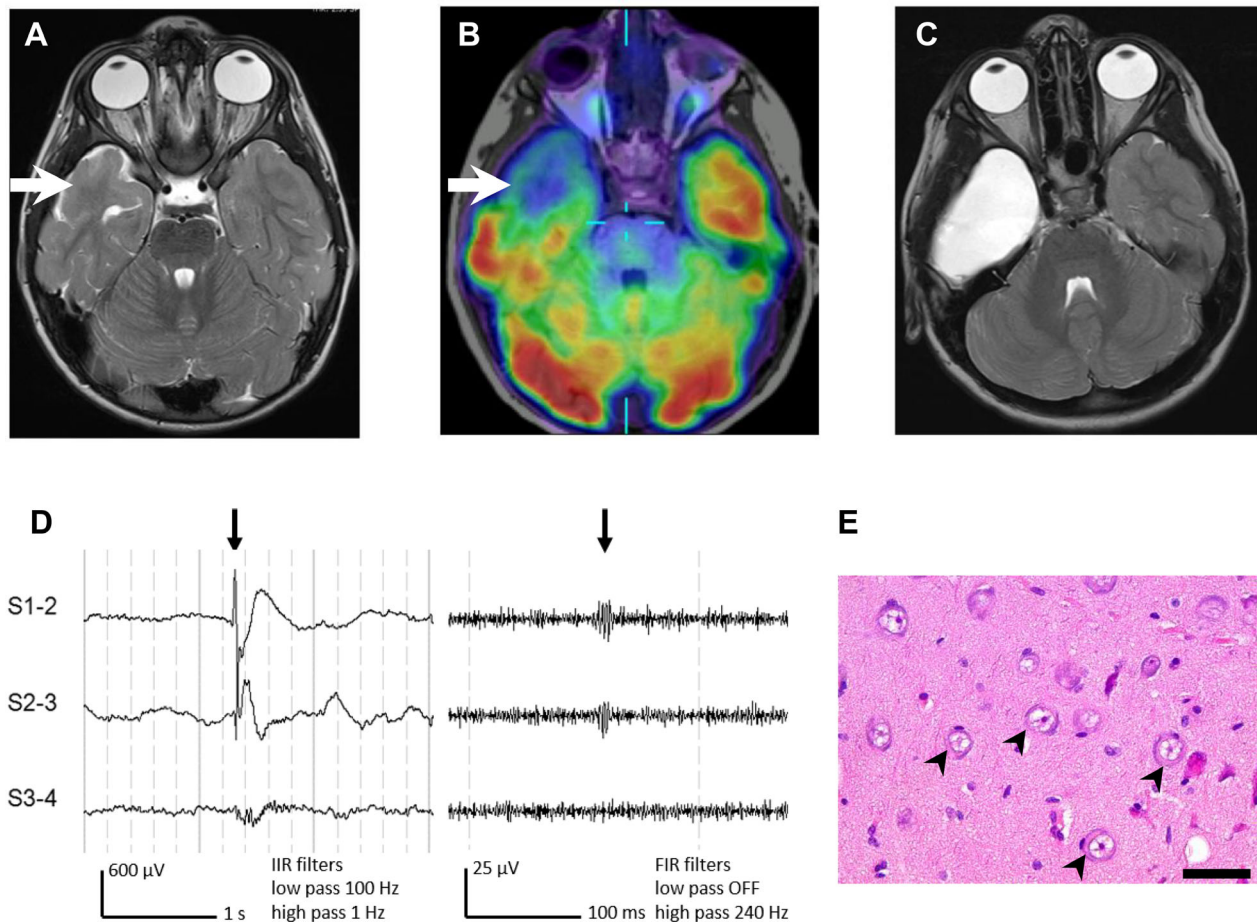 A
B
C
D
S1-2
S2-3
S3-4
600 µV
1 s
IIR filters
low pass 100 Hz
high pass 1 Hz
25 µV
100 ms
FIR filters
low pass OFF
high pass 240 Hz
E